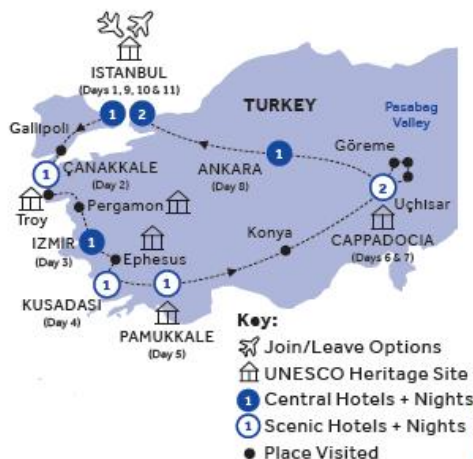 ISTANBUL
(Days 1, 9, 10 & 11)
1
2
TURKEY
Pasabag
Valley
Gallipoli
Göreme
1
ÇANAKKALE
(Day 2)
ANKARA
(Day 8)
1
2
Uçhisar
Troy
Pergamon
Konya
CAPPADOCIA
(Days 6 & 7)
IZMIR
(Day 3)
1
Ephesus
1
1
KUSADASI
(Day 4)
PAMUKKALE
(Day 5)
Key:
Join/Leave Options
UNESCO Heritage Site
1 Central Hotels + Nights
1 Scenic Hotels + Nights
Place Visited